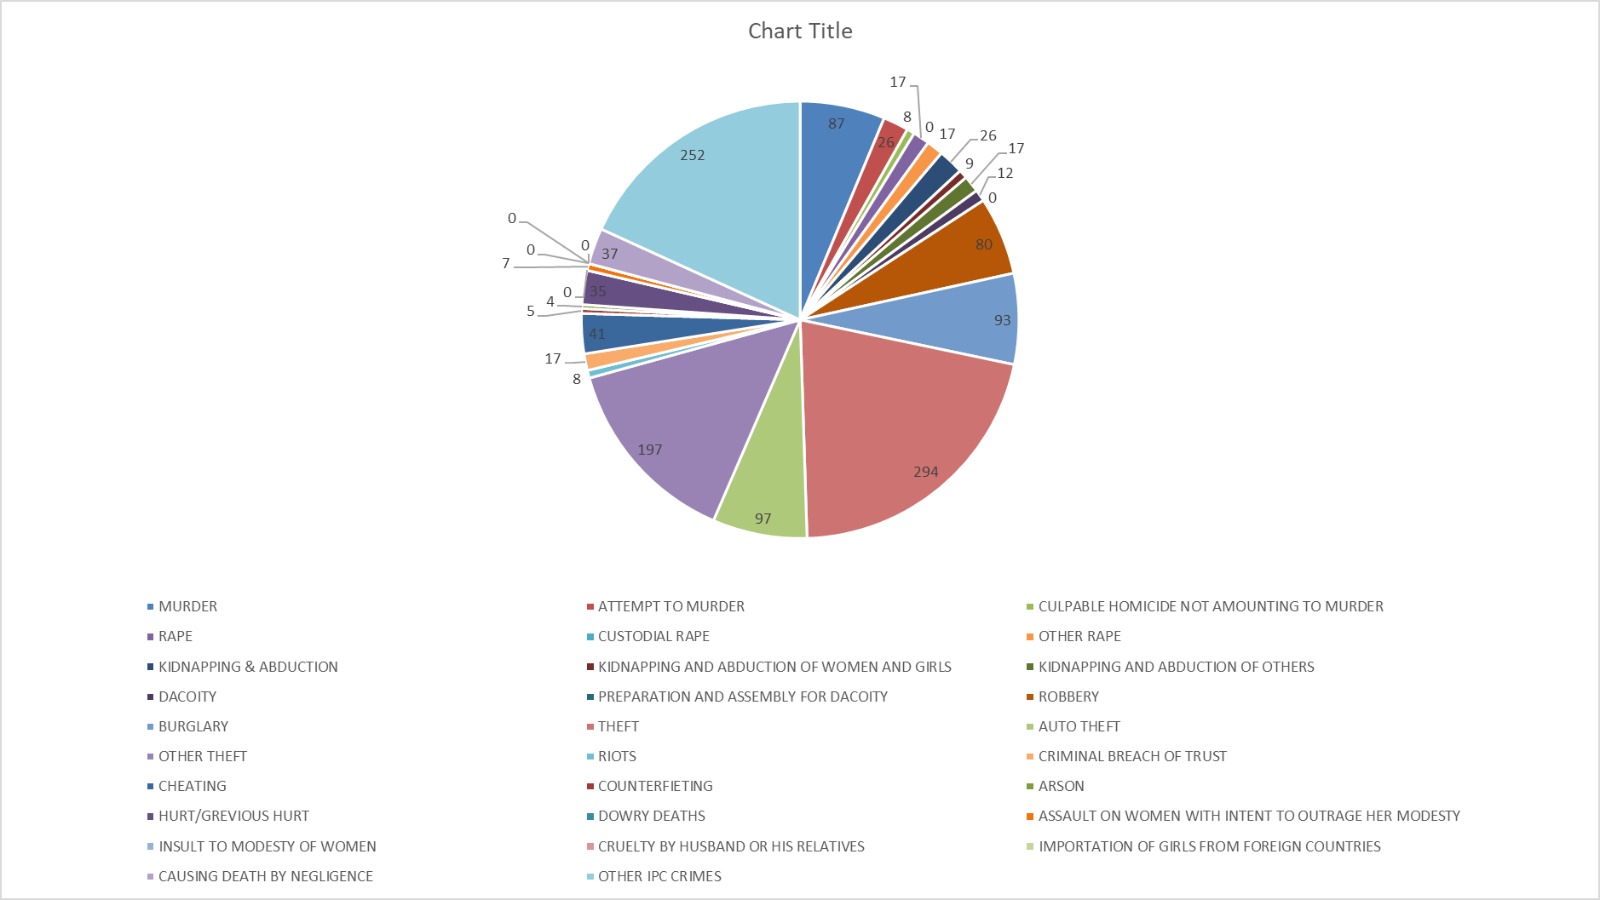 Chart Title
87
26
8
17
0
17
26
9
17
12
0
80
93
294
97
197
8
17
41
5
4
35
0
7
0
0
0
37
252
MURDER
ATTEMPT TO MURDER
CULPABLE HOMICIDE NOT AMOUNTING TO MURDER
RAPE
CUSTODIAL RAPE
OTHER RAPE
KIDNAPPING & ABDUCTION
KIDNAPPING AND ABDUCTION OF WOMEN AND GIRLS
KIDNAPPING AND ABDUCTION OF OTHERS
DACOITY
PREPARATION AND ASSEMBLY FOR DACOITY
ROBBERY
BURGLARY
THEFT
AUTO THEFT
OTHER THEFT
RIOTS
CRIMINAL BREACH OF TRUST
CHEATING
COUNTERFIETING
ARSON
HURT/GREVIOUS HURT
DOWRY DEATHS
ASSAULT ON WOMEN WITH INTENT TO OUTRAGE HER MODESTY
INSULT TO MODESTY OF WOMEN
CRUELTY BY HUSBAND OR HIS RELATIVES
IMPORTATION OF GIRLS FROM FOREIGN COUNTRIES
CAUSING DEATH BY NEGLIGENCE
OTHER IPC CRIMES